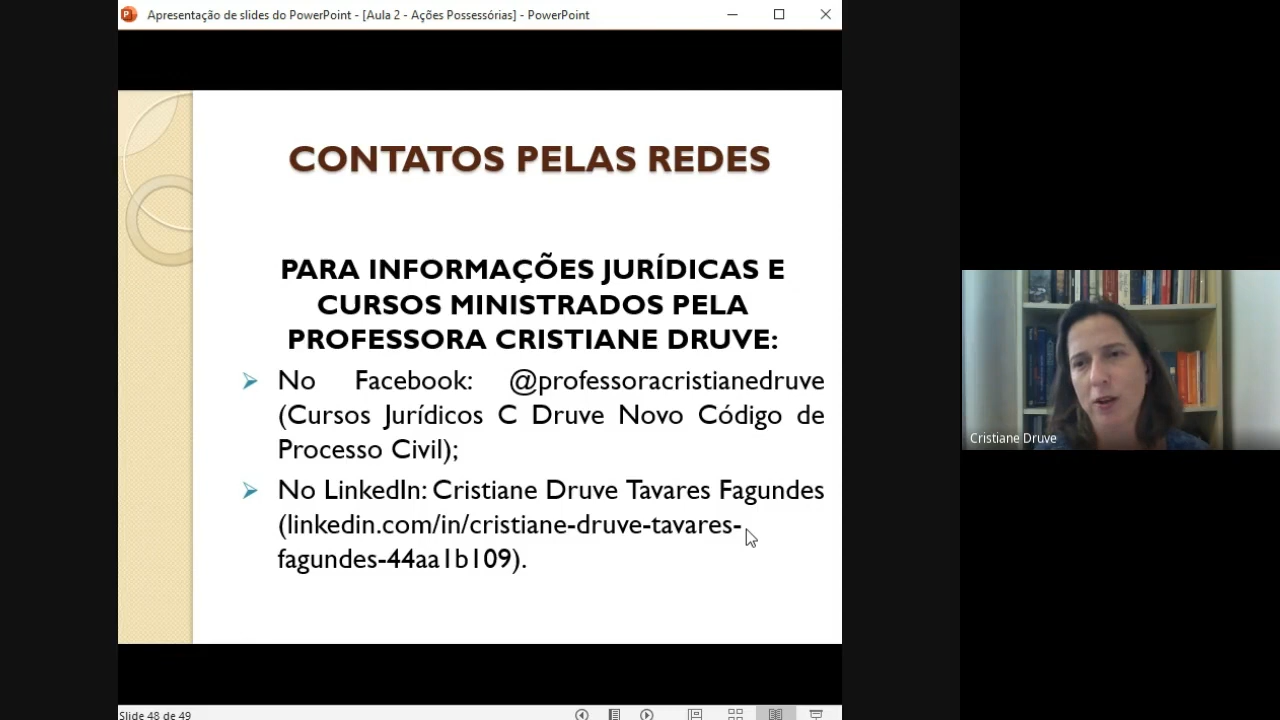 Apresentação de slides do PowerPoint - [Aula 2 - Ações Possessórias] - PowerPoint
CONTATOS PELAS REDES
PARA INFORMAÇÕES JURÍDICAS E
CURSOS MINISTRADOS PELA
PROFESSORA CRISTIANE DRUVE:
No Facebook: @professoracristianedruve
(Cursos Jurídicos C Druve Novo Código de
Processo Civil);
No LinkedIn: Cristiane Druve Tavares Fagundes
(linkedin.com/in/cristiane-druve-tavares-
fagundes-44aa1b109).
Cristiane Druve
Slide 48 de 49